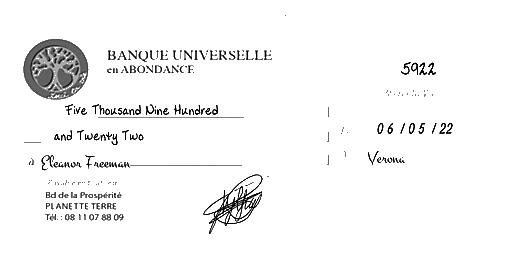 BANQUE UNIVERSELLE
en ABONDANCE
5922
Five Thousand Nine Hundred
06/05/22
and Twenty Two
à Eleanor Freeman
Verona
Bd de la Prospérité
PLANETTE TERRE
Tél. : 08 11 07 88 09